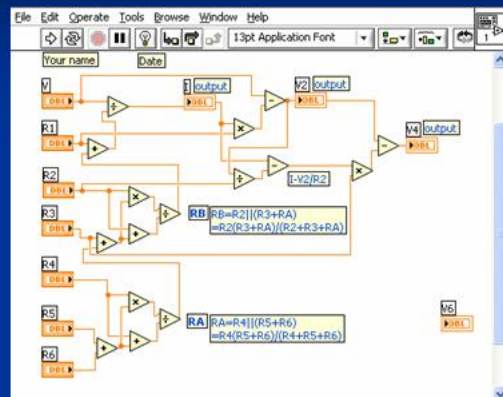 File Edit Operate Tools Browse Window Help
13pt Application Font
1
Your name Date
V
DBL
I output
DBL
V2 output
DBL
R1
DBL
V4 output
DBL
R2
DBL
I-V2/R2
R3
DBL
RB RB=R2||(R3+RA)
=R2(R3+RA)/(R2+R3+RA)
R4
DBL
R5
DBL
RA RA=R4||(R5+R6)
=R4(R5+R6)/(R4+R5+R6)
V6
DBL
R6
DBL